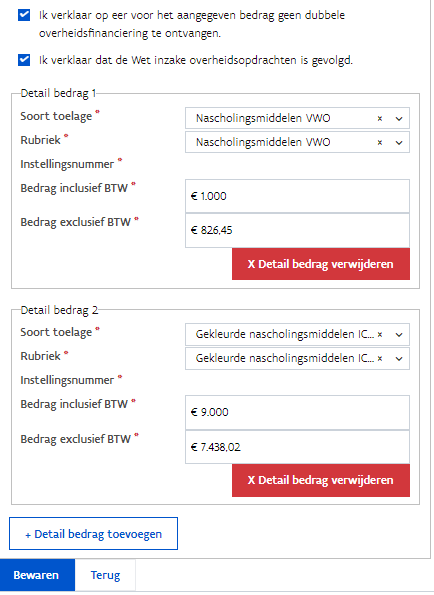 Ik verklaar op eer voor het aangegeven bedrag geen dubbele
overheidsfinanciering te ontvangen.
Ik verklaar dat de Wet inzake overheidsopdrachten is gevolgd.
Detail bedrag 1
Soort toelage * Nascholingsmiddelen VWO ×
Rubriek * Nascholingsmiddelen VWO ×
Instellingsnummer *
Bedrag inclusief BTW * € 1.000
Bedrag exclusief BTW * € 826,45
X Detail bedrag verwijderen
Detail bedrag 2
Soort toelage * Gekleurde nascholingsmiddelen IC... ×
Rubriek * Gekleurde nascholingsmiddelen IC... ×
Instellingsnummer *
Bedrag inclusief BTW * € 9.000
Bedrag exclusief BTW * € 7.438,02
X Detail bedrag verwijderen
+ Detail bedrag toevoegen
Bewaren Terug